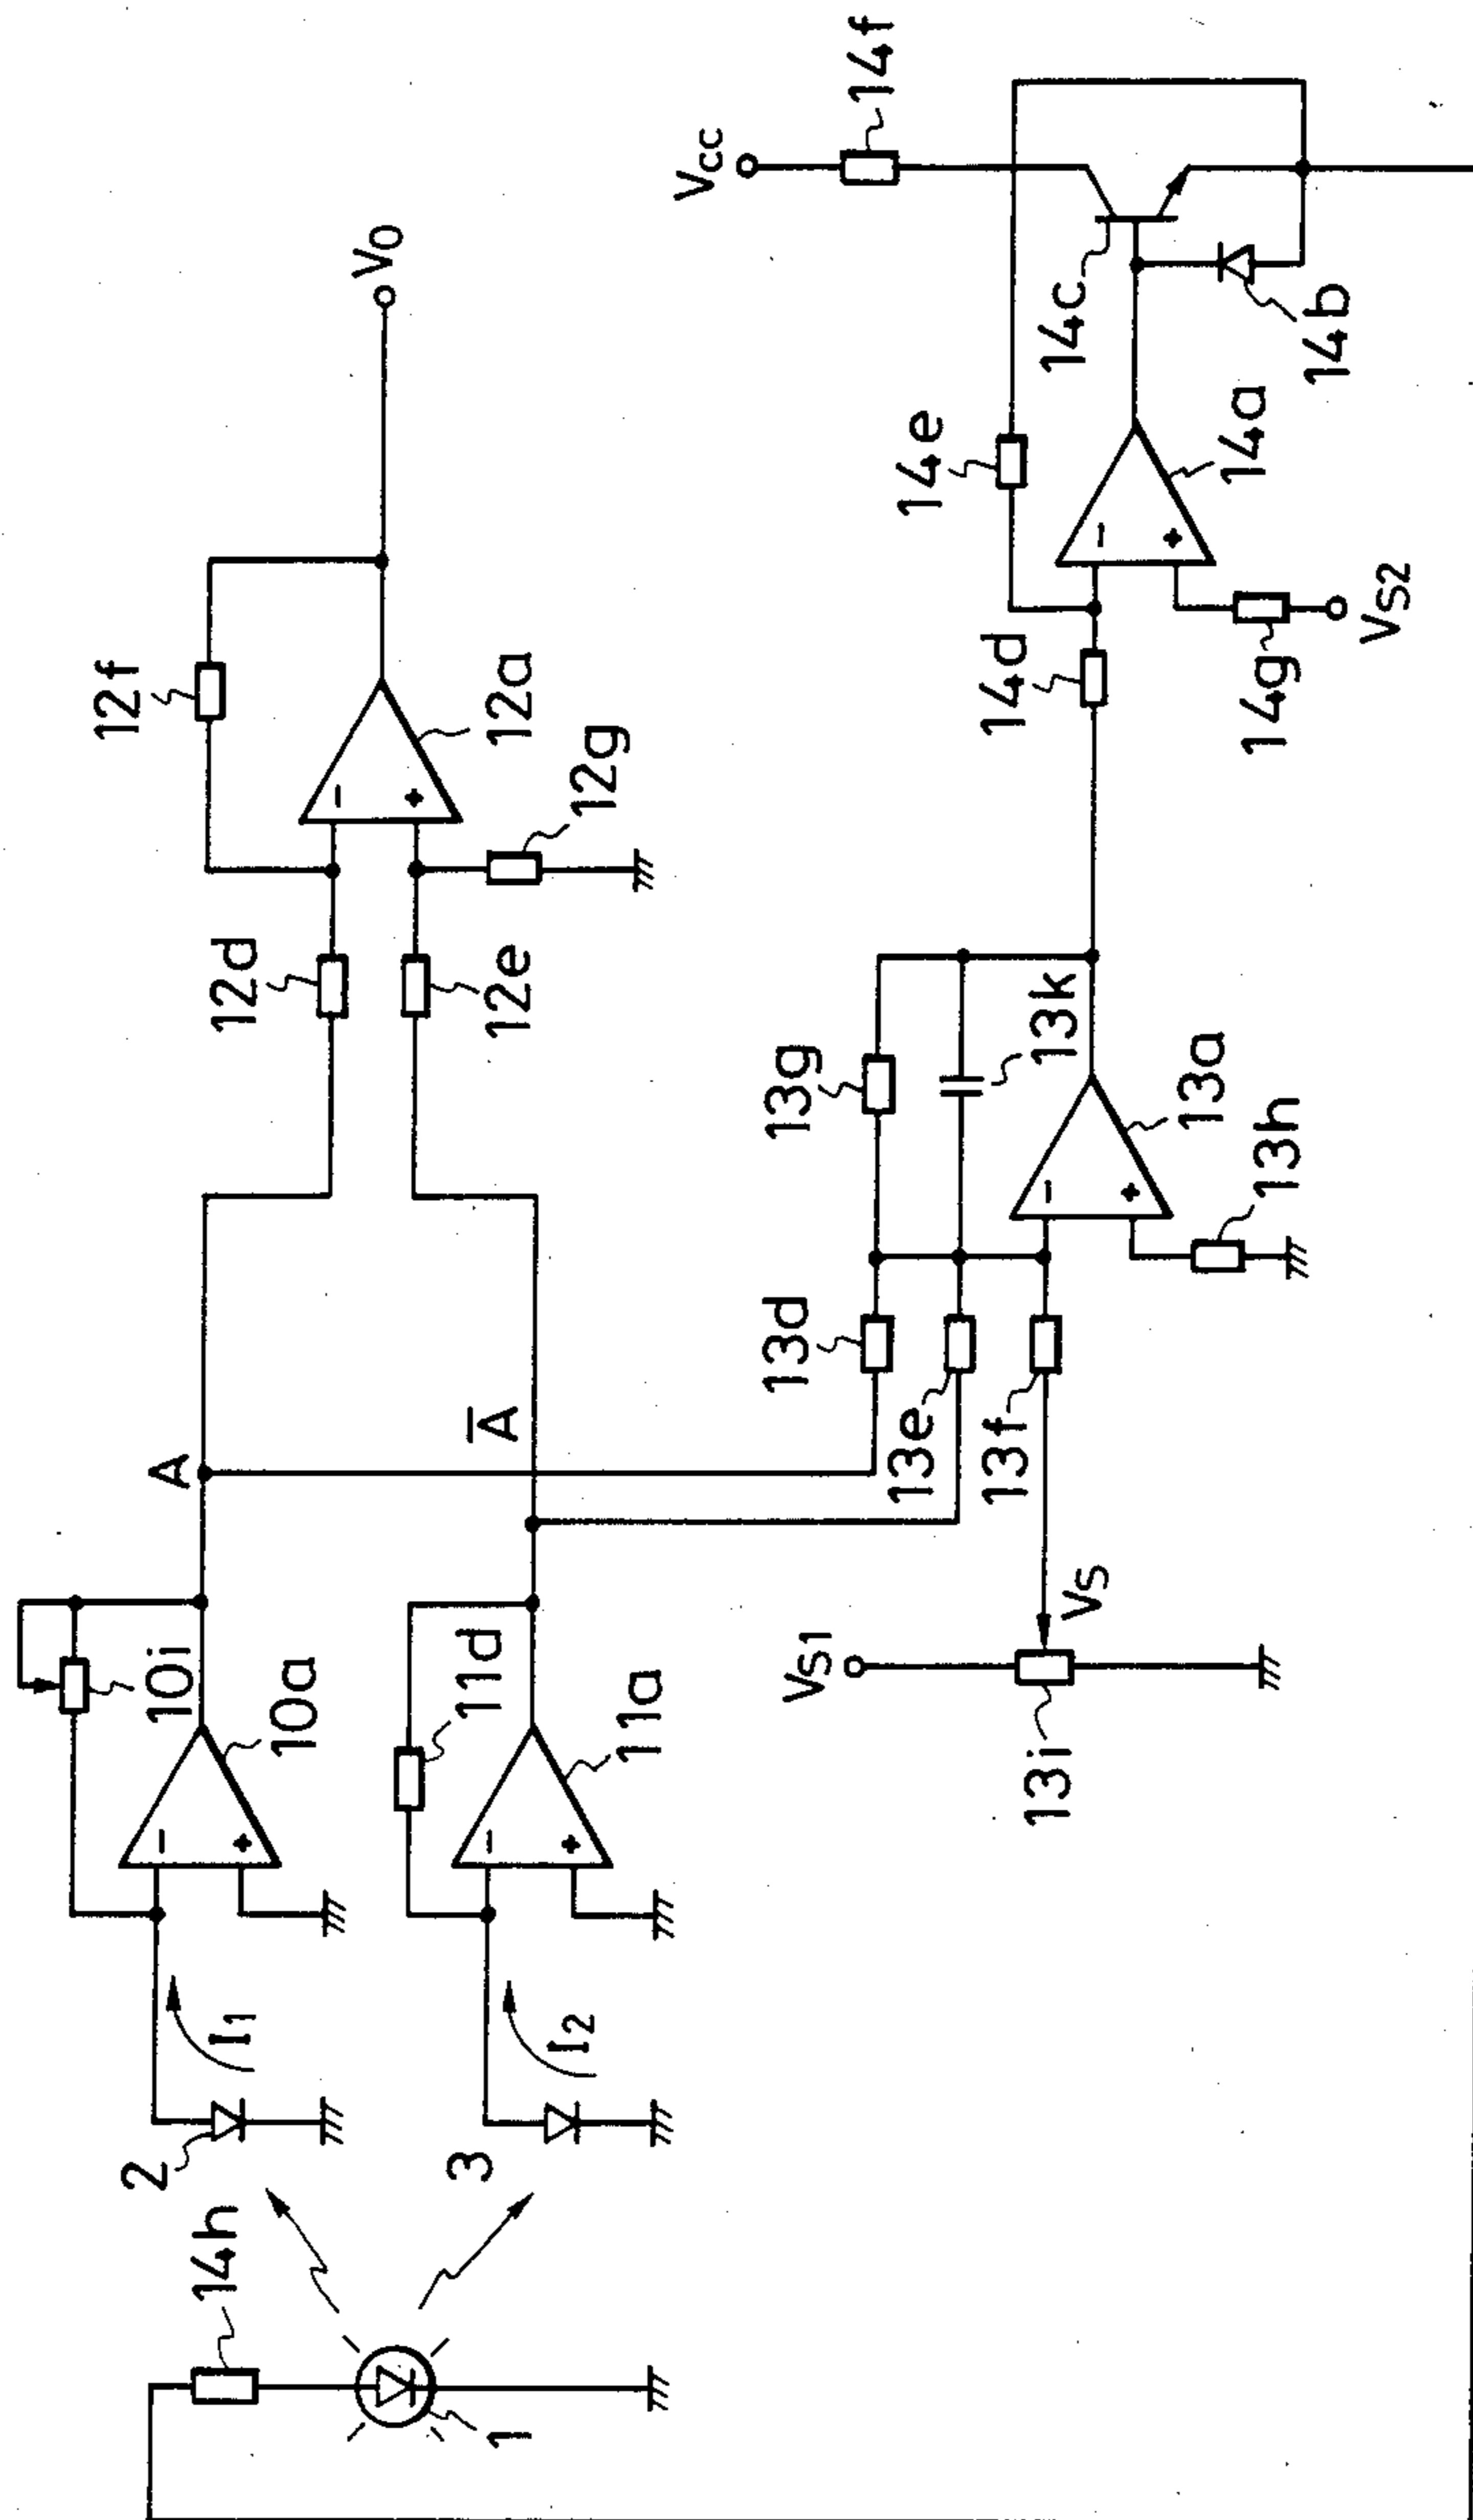 14h
1
2
3
I1
I2
10i
10a
11d
11a
A
A̅
12d
12e
12f
12a
12g
VO
VS1
13i
VS
13d
13e
13f
13g
13k
13a
13h
14d
14e
14a
14g
VS2
14c
14b
VCC
14f
-
+
-
+
-
+
-
+
-
+